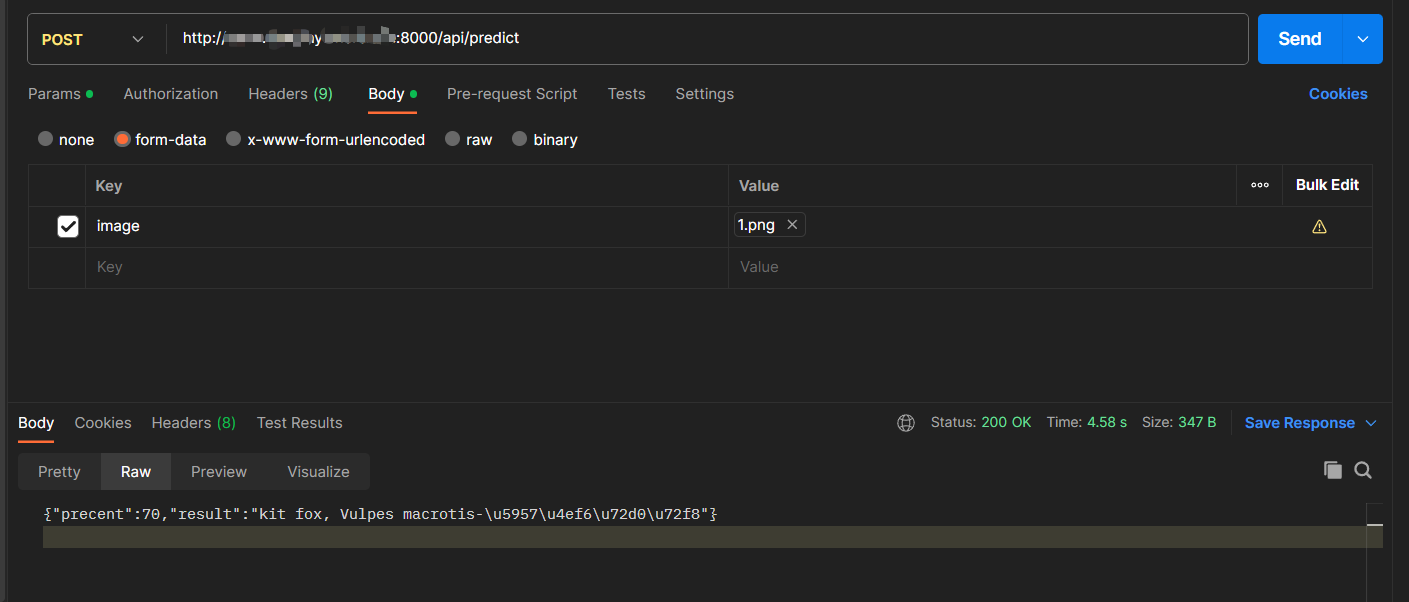 POST http:// :8000/api/predict Send
Params Authorization Headers (9) Body Pre-request Script Tests Settings Cookies
none form-data x-www-form-urlencoded raw binary
Key Value Bulk Edit
image 1.png
Key Value
Body Cookies Headers (8) Test Results Status: 200 OK Time: 4.58 s Size: 347 B Save Response
Pretty Raw Preview Visualize
{"precent":70,"result":"kit fox, Vulpes macrotis-\u5957\u4ef6\u72d0\u72f8"}